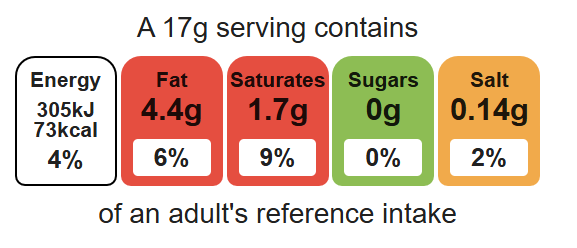 A 17g serving contains
Energy Fat Saturates Sugars Salt
305kJ 4.4g 1.7g 0g 0.14g
73kcal
4% 6% 9% 0% 2%
of an adult's reference intake